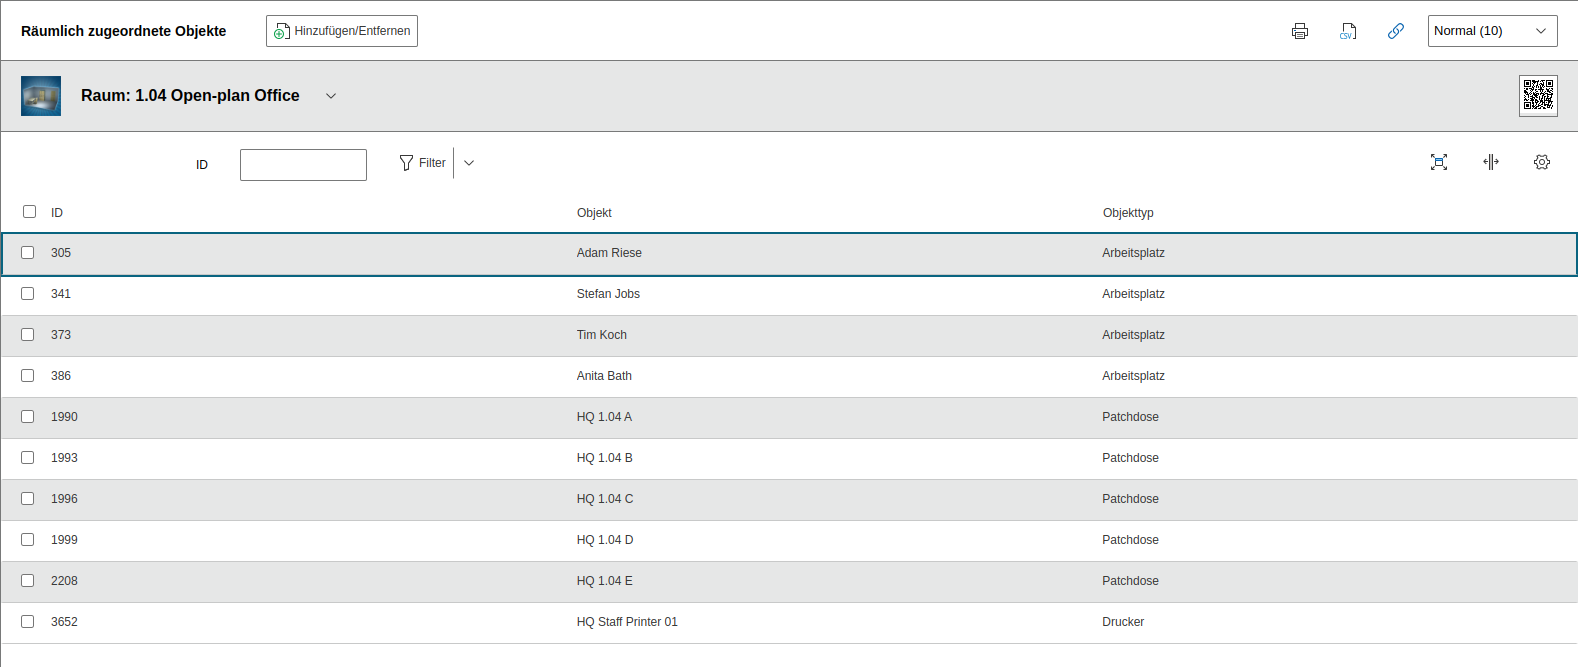 Räumlich zugeordnete Objekte Hinzufügen/Entfernen CSV Normal (10)
Raum: 1.04 Open-plan Office
ID Filter
ID Objekt Objekttyp
305 Adam Riese Arbeitsplatz
341 Stefan Jobs Arbeitsplatz
373 Tim Koch Arbeitsplatz
386 Anita Bath Arbeitsplatz
1990 HQ 1.04 A Patchdose
1993 HQ 1.04 B Patchdose
1996 HQ 1.04 C Patchdose
1999 HQ 1.04 D Patchdose
2208 HQ 1.04 E Patchdose
3652 HQ Staff Printer 01 Drucker